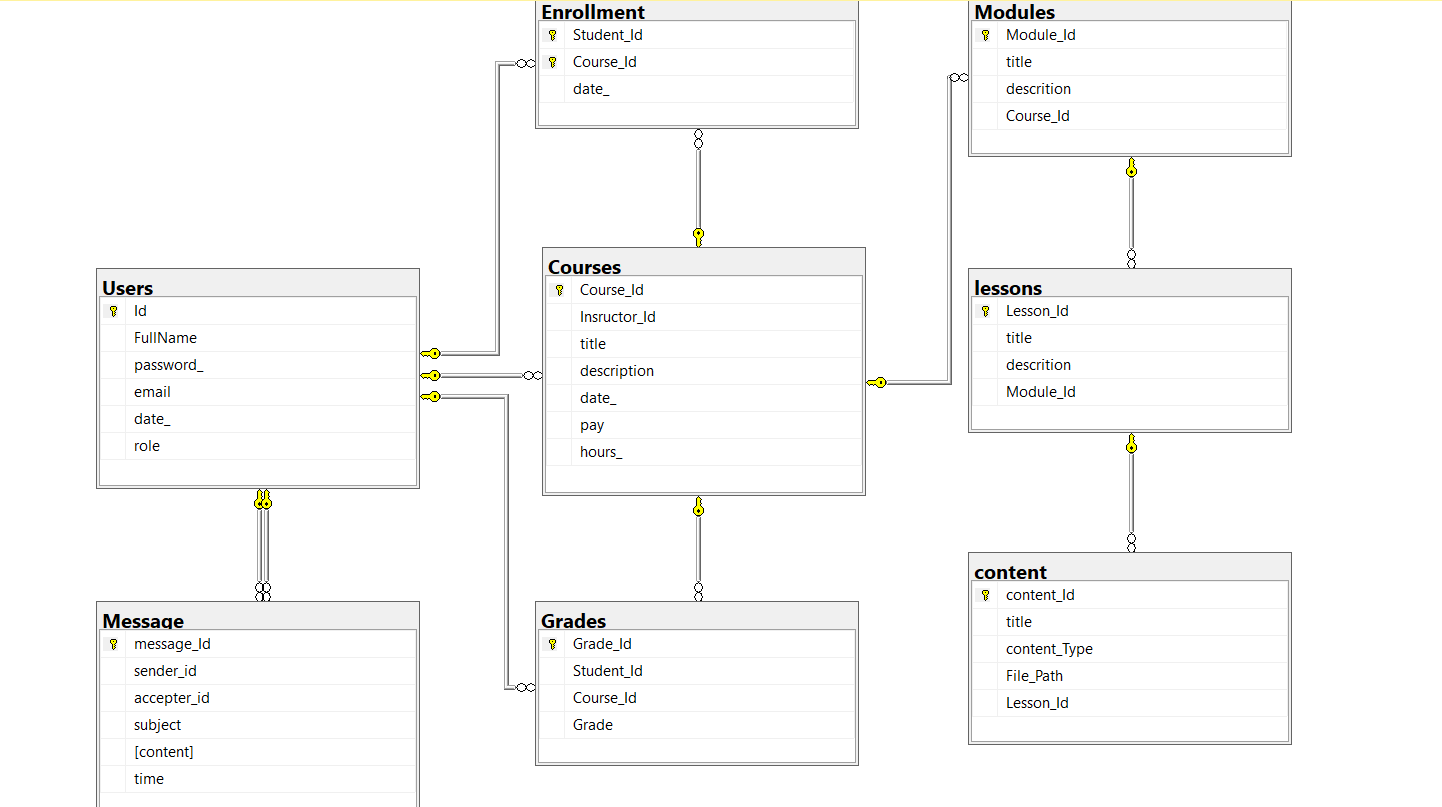 Enrollment
Student_Id
Course_Id
date_
Modules
Module_Id
title
descrition
Course_Id
Users
Id
FullName
password_
email
date_
role
Courses
Course_Id
Insructor_Id
title
description
date_
pay
hours_
lessons
Lesson_Id
title
descrition
Module_Id
Message
message_Id
sender_id
accepter_id
subject
[content]
time
Grades
Grade_Id
Student_Id
Course_Id
Grade
content
content_Id
title
content_Type
File_Path
Lesson_Id